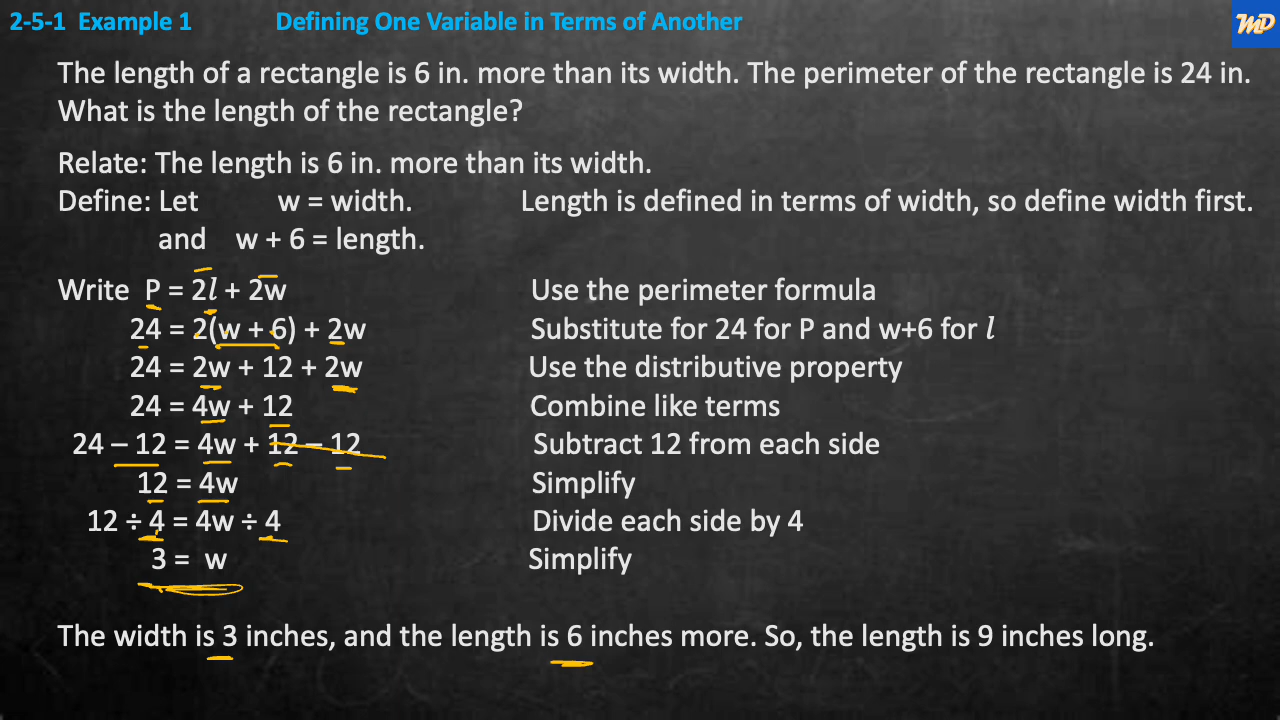 2-5-1 Example 1 Defining One Variable in Terms of Another
MD
The length of a rectangle is 6 in. more than its width. The perimeter of the rectangle is 24 in.
What is the length of the rectangle?
Relate: The length is 6 in. more than its width.
Define: Let w = width. Length is defined in terms of width, so define width first.
and w + 6 = length.
Write P = 2l + 2w Use the perimeter formula
24 = 2(w + 6) + 2w Substitute for 24 for P and w+6 for l
24 = 2w + 12 + 2w Use the distributive property
24 = 4w + 12 Combine like terms
24 – 12 = 4w + 12 – 12 Subtract 12 from each side
12 = 4w Simplify
12 ÷ 4 = 4w ÷ 4 Divide each side by 4
3 = w Simplify
The width is 3 inches, and the length is 6 inches more. So, the length is 9 inches long.